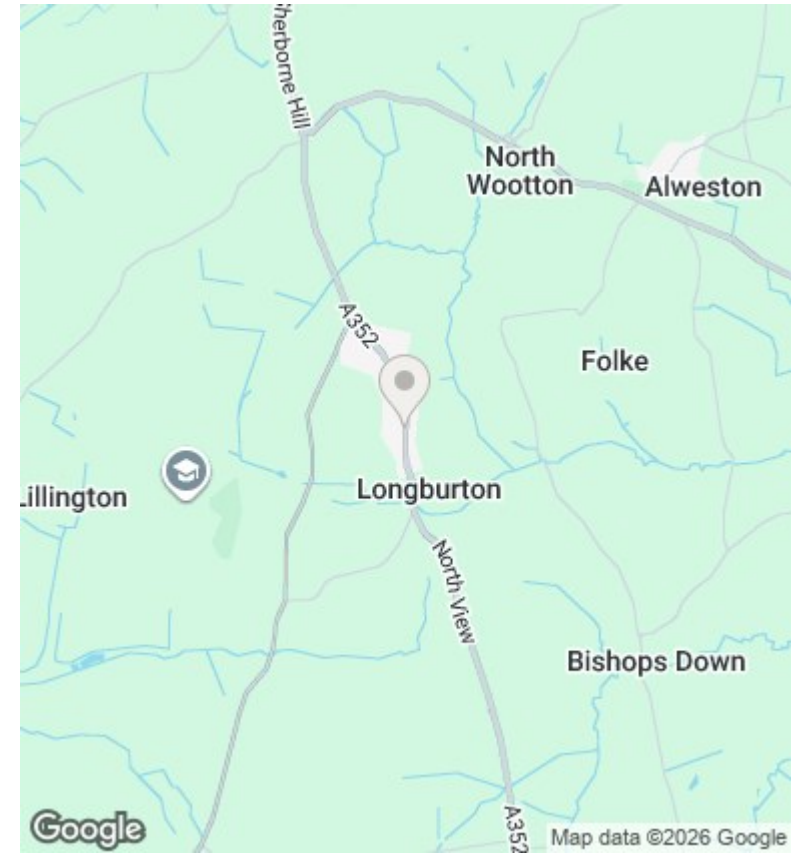 Sherborne Hill
North
Wootton
Alweston
A352
Folke
Lillington
Longburton
North View
Bishops Down
A352
Google
Map data ©2026 Google